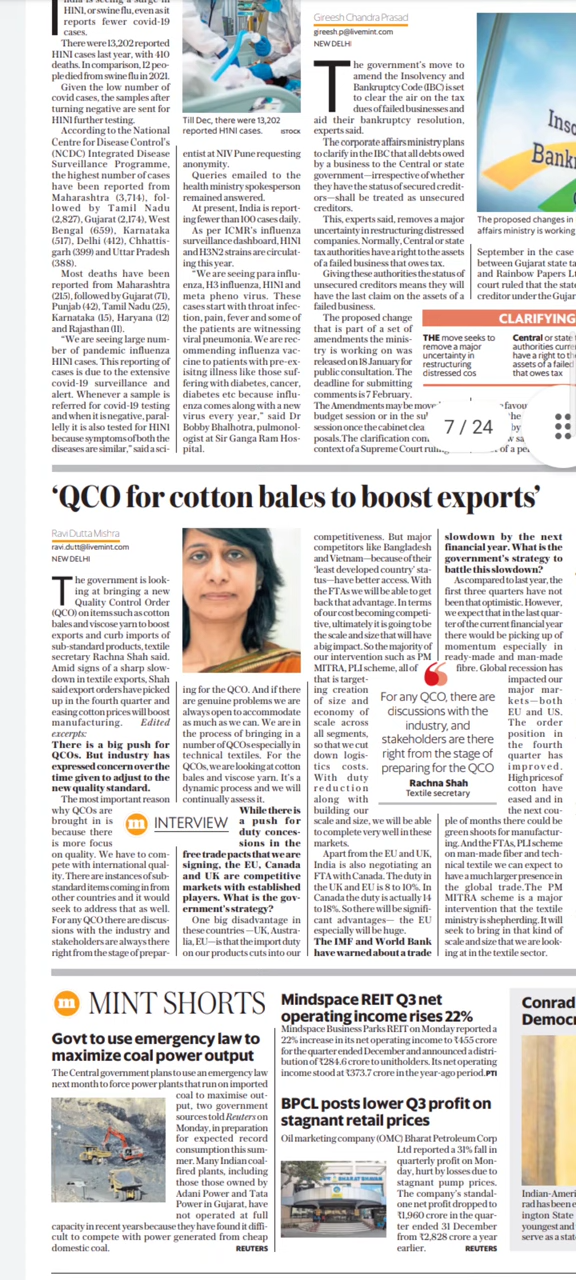 H1N1, or swine flu, even as it
reports fewer covid-19
cases.
There were 13,202 reported
H1N1 cases last year, with 410
deaths. In comparison, 12 peo-
ple died from swine flu in 2021.
Given the low number of
covid cases, the samples after
turning negative are sent for
H1N1 further testing.
According to the National
Centre for Disease Control's
(NCDC) Integrated Disease
Surveillance Programme,
the highest number of cases
have been reported from
Maharashtra (3,714), fol-
lowed by Tamil Nadu
(2,827), Gujarat (2,174), West
Bengal (659), Karnataka
(517), Delhi (412), Chhattis-
garh (399) and Uttar Pradesh
(388).
Most deaths have been
reported from Maharashtra
(215), followed by Gujarat (71),
Punjab (42), Tamil Nadu (25),
Karnataka (15), Haryana (12)
and Rajasthan (11).
"We are seeing large num-
ber of pandemic influenza
H1N1 cases. This reporting of
cases is due to the extensive
covid-19 surveillance and
alert. Whenever a sample is
referred for covid-19 testing
and when it is negative, paral-
lelly it is also tested for H1N1
because symptoms of both the
diseases are similar," said a sci-
Till Dec, there were 13,202
reported H1N1 cases. ISTOCK
entist at NIV Pune requesting
anonymity.
Queries emailed to the
health ministry spokesperson
remained answered.
At present, India is report-
ing fewer than 100 cases daily.
As per ICMR's influenza
surveillance dashboard, H1N1
and H3N2 strains are circulat-
ing this year.
"We are seeing para influ-
enza, H3 influenza, H1N1 and
meta pheno virus. These
cases start with throat infec-
tion, pain, fever and some of
the patients are witnessing
viral pneumonia. We are rec-
ommending influenza vac-
cine to patients with pre-ex-
isitng illness like those suf-
fering with diabetes, cancer,
diabetes etc because influ-
enza comes along with a new
virus every year," said Dr
Bobby Bhalhotra, pulmonol-
ogist at Sir Ganga Ram Hos-
pital.
Gireesh Chandra Prasad
gireesh.p@livemint.com
NEW DELHI
The government's move to
amend the Insolvency and
Bankruptcy Code (IBC) is set
to clear the air on the tax
dues of failed businesses and
aid their bankruptcy resolution,
experts said.
The corporate affairs ministry plans
to clarify in the IBC that all debts owed
by a business to the Central or state
government—irrespective of whether
they have the status of secured credit-
ors—shall be treated as unsecured
creditors.
This, experts said, removes a major
uncertainty in restructuring distressed
companies. Normally, Central or state
tax authorities have a right to the assets
of a failed business that owes tax.
Giving these authorities the status of
unsecured creditors means they will
have the last claim on the assets of a
failed business.
The proposed change
that is part of a set of
amendments the minis-
try is working on was
released on 18 January for
public consultation. The
deadline for submitting
comments is 7 February.
The Amendments may be move
budget session or in the su
session once the cabinet clea
posals. The clarification con
context of a Supreme Court ruling
Inso
Bank
The proposed changes in
affairs ministry is working
September in the case
between Gujarat state ta
and Rainbow Papers Lt
court ruled that the state
creditor under the Gujar
CLARIFYING
THE move seeks to
remove a major
uncertainty in
restructuring
distressed cos
Central or state
authorities curre
have a right to th
assets of a failed
that owes tax
7 / 24
'QCO for cotton bales to boost exports'
Ravi Dutta Mishra
ravi.dutt@livemint.com
NEW DELHI
The government is look-
ing at bringing a new
Quality Control Order
(QCO) on items such as cotton
bales and viscose yarn to boost
exports and curb imports of
sub-standard products, textile
secretary Rachna Shah said.
Amid signs of a sharp slow-
down in textile exports, Shah
said export orders have picked
up in the fourth quarter and
easing cotton prices will boost
manufacturing. Edited
excerpts:
There is a big push for
QCOs. But industry has
expressed concern over the
time given to adjust to the
new quality standard.
The most important reason
why QCOs are
brought in is
because there
is more focus
on quality. We have to com-
pete with international qual-
ity. There are instances of sub-
standard items coming in from
other countries and it would
seek to address that as well.
For any QCO there are discus-
sions with the industry and
stakeholders are always there
right from the stage of prepar-
INTERVIEW
ing for the QCO. And if there
are genuine problems we are
always open to accommodate
as much as we can. We are in
the process of bringing in a
number of QCOs especially in
technical textiles. For the
QCOs, we are looking at cotton
bales and viscose yarn. It's a
dynamic process and we will
continually assess it.
While there is
a push for
duty conces-
sions in the
free trade pacts that we are
signing, the EU, Canada
and UK are competitive
markets with established
players. What is the gov-
ernment's strategy?
One big disadvantage in
these countries—UK, Austra-
lia, EU—is that the import duty
on our products cuts into our
competitiveness. But major
competitors like Bangladesh
and Vietnam—because of their
'least developed country' sta-
tus—have better access. With
the FTAs we will be able to get
back that advantage. In terms
of our cost becoming competi-
tive, ultimately it is going to be
the scale and size that will have
a big impact. So the majority of
our intervention such as PM
MITRA, PLI scheme, all of
that is target-
ing creation
of size and
economy of
scale across
all segments,
so that we cut
down logis-
tics costs.
With duty
reduction
along with
building our
scale and size, we will be able
to complete very well in these
markets.
Apart from the EU and UK,
India is also negotiating an
FTA with Canada. The duty in
the UK and EU is 8 to 10%. In
Canada the duty is actually 14
to 18%. So there will be signifi-
cant advantages— the EU
especially will be huge.
The IMF and World Bank
have warned about a trade
For any QCO, there are
discussions with the
industry, and
stakeholders are there
right from the stage of
preparing for the QCO
Rachna Shah
Textile secretary
slowdown by the next
financial year. What is the
government's strategy to
battle this slowdown?
As compared to last year, the
first three quarters have not
been that optimistic. However,
we expect that in the last quar-
ter of the current financial year
there would be picking up of
momentum especially in
ready-made and man-made
fibre. Global recession has
impacted our
major mar-
kets—both
EU and US.
The order
position in
the fourth
quarter has
improved.
High prices of
cotton have
eased and in
the next cou-
ple of months there could be
green shoots for manufactur-
ing. And the FTAs, PLI scheme
on man-made fiber and tech-
nical textile we can expect to
have a much larger presence in
the global trade.The PM
MITRA scheme is a major
intervention that the textile
ministry is shepherding. It will
seek to bring in that kind of
scale and size that we are look-
ing at in the textile sector.
m MINT SHORTS
Govt to use emergency law to
maximize coal power output
The Central government plans to use an emergency law
next month to force power plants that run on imported
coal to maximise out-
put, two government
sources told Reuters on
Monday, in preparation
for expected record
consumption this sum-
mer. Many Indian coal-
fired plants, including
those those owned by
Adani Power and Tata
Power in Gujarat, have
not operated at full
capacity in recent years because they have found it diffi-
cult to compete with power generated from cheap
domestic coal. REUTERS
Mindspace REIT Q3 net
operating income rises 22%
Mindspace Business Parks REIT on Monday reported a
22% increase in its net operating income to ₹455 crore
for the quarter ended December and announced a distri-
bution of ₹284.6 crore to unitholders. Its net operating
income stood at ₹373.7 crore in the year-ago period. PTI
BPCL posts lower Q3 profit on
stagnant retail prices
Oil marketing company (OMC) Bharat Petroleum Corp
Ltd reported a 31% fall in
quarterly profit on Mon-
day, hurt by losses due to
stagnant pump prices.
The company's standal-
one net profit dropped to
₹1,960 crore in the quar-
ter ended 31 December
from ₹2,828 crore a year
earlier. REUTERS
Conrad
Democr
Indian-Ameri
rad has been e
ington State
youngest and
serve as a stat